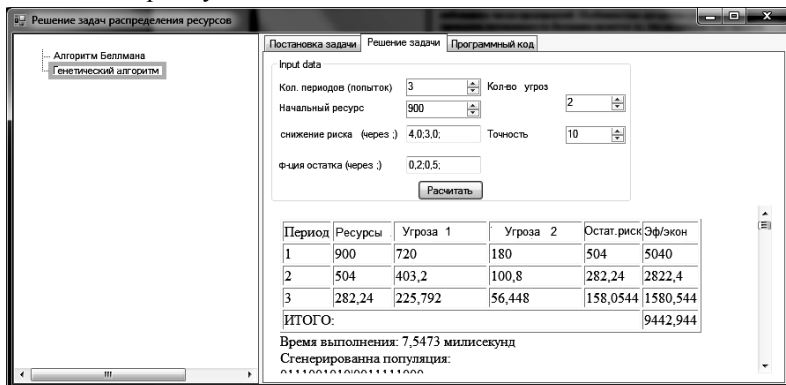 Решение задач распределения ресурсов
Алгоритм Беллмана
Генетический алгоритм
Постановка задачи Решение задачи Программный код
Input data
Кол. периодов (попыток) 3 Кол-во угроз 2
Начальный ресурс 900
снижение риска (через ;) 4,0;3,0; Точность 10
ф-ция остатка (через ;) 0,2;0,5;
Расчитать
Период Ресурсы Угроза 1 Угроза 2 Остат.риск Эф/экон
1 900 720 180 504 5040
2 504 403,2 100,8 282,24 2822,4
3 282,24 225,792 56,448 158,0544 1580,544
ИТОГО: 9442,944
Время выполнения: 7,5473 милисекунд
Сгенерированна популяция: